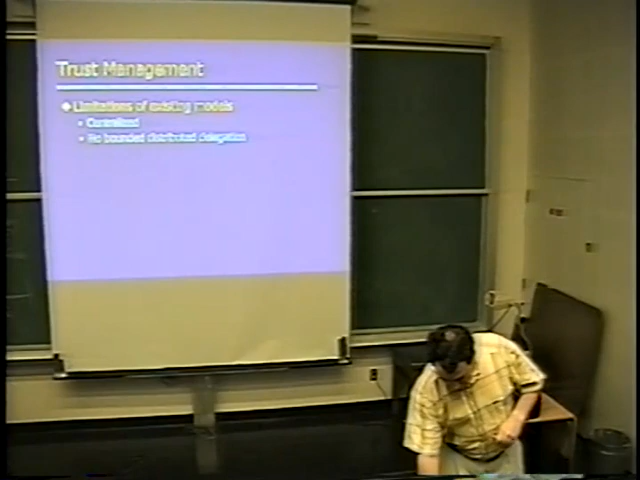 Trust Management
Limitations of existing models
Centralized
No bounded distributed delegation